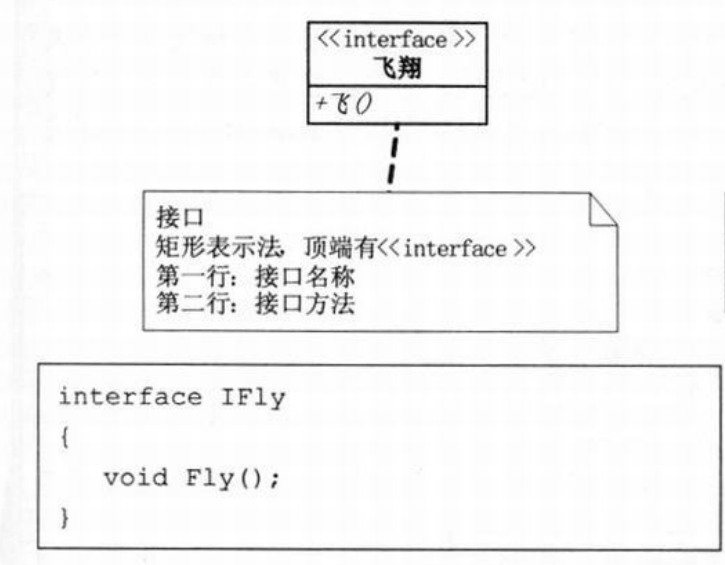 <<interface>>
飞翔
+飞()
接口
矩形表示法，顶端有<<interface>>
第一行：接口名称
第二行：接口方法
interface IFly
{
void Fly();
}